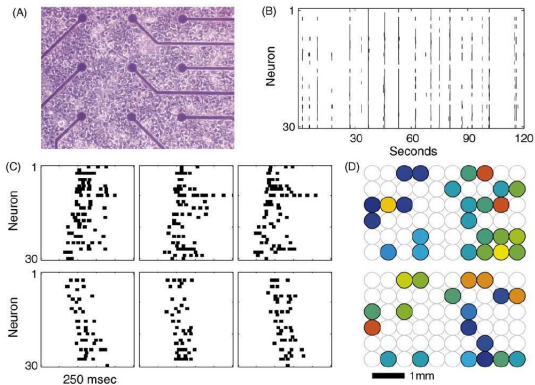 (A)
(B)
1
Neuron
30
30 60 90 120
Seconds
(C)
1
Neuron
30
1
Neuron
30
250 msec
(D)
1mm